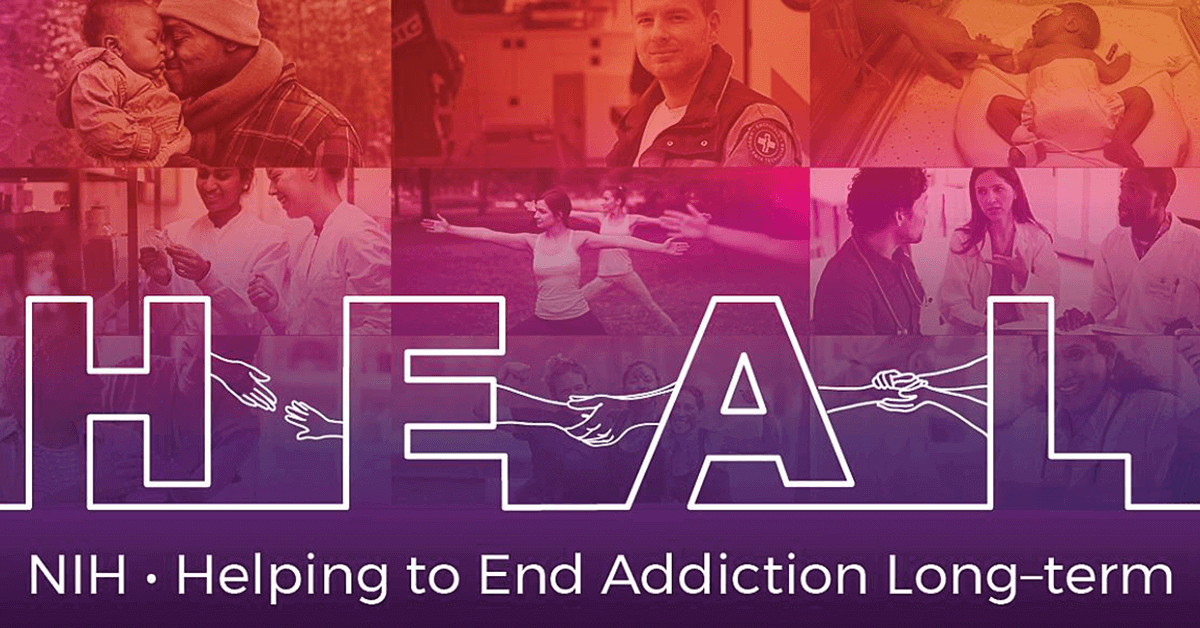 HEAL
NIH • Helping to End Addiction Long–term